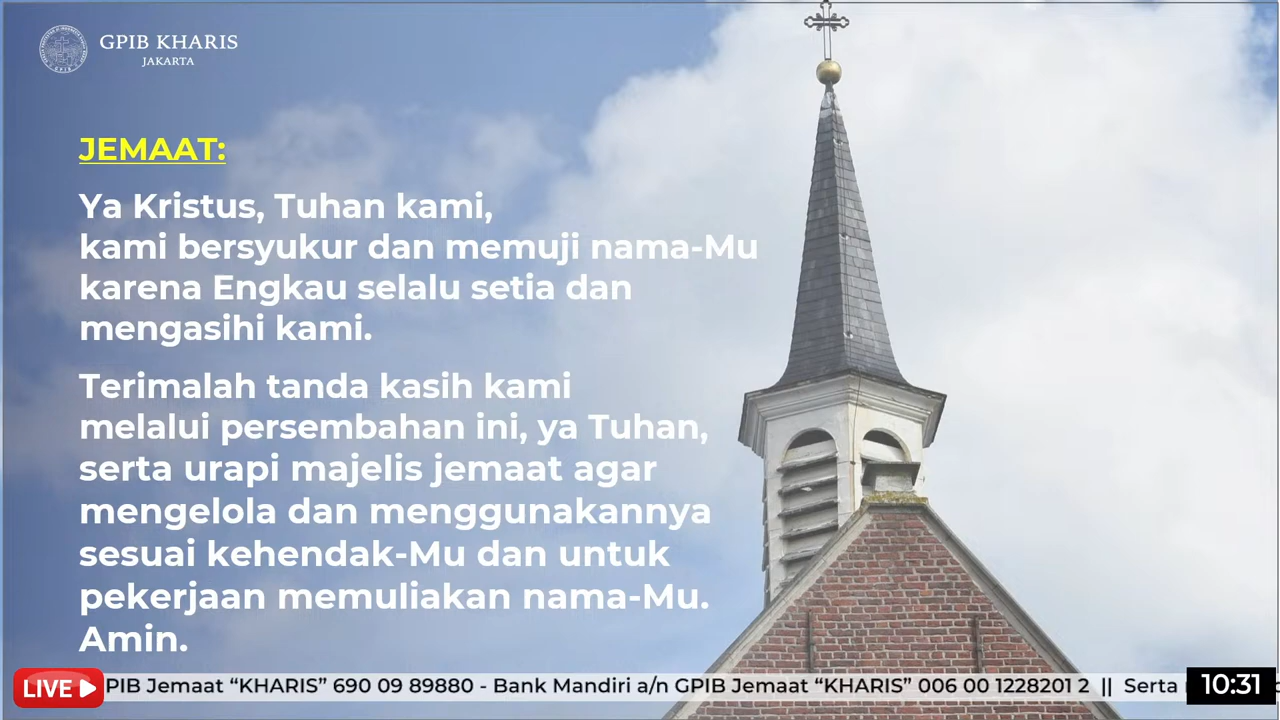 GPIB KHARIS
JAKARTA
JEMAAT:
Ya Kristus, Tuhan kami,
kami bersyukur dan memuji nama-Mu
karena Engkau selalu setia dan
mengasihi kami.
Terimalah tanda kasih kami
melalui persembahan ini, ya Tuhan,
serta urapi majelis jemaat agar
mengelola dan menggunakannya
sesuai kehendak-Mu dan untuk
pekerjaan memuliakan nama-Mu.
Amin.
LIVE PIB Jemaat “KHARIS” 690 09 89880 - Bank Mandiri a/n GPIB Jemaat “KHARIS” 006 00 1228201 2 || Serta 10:31